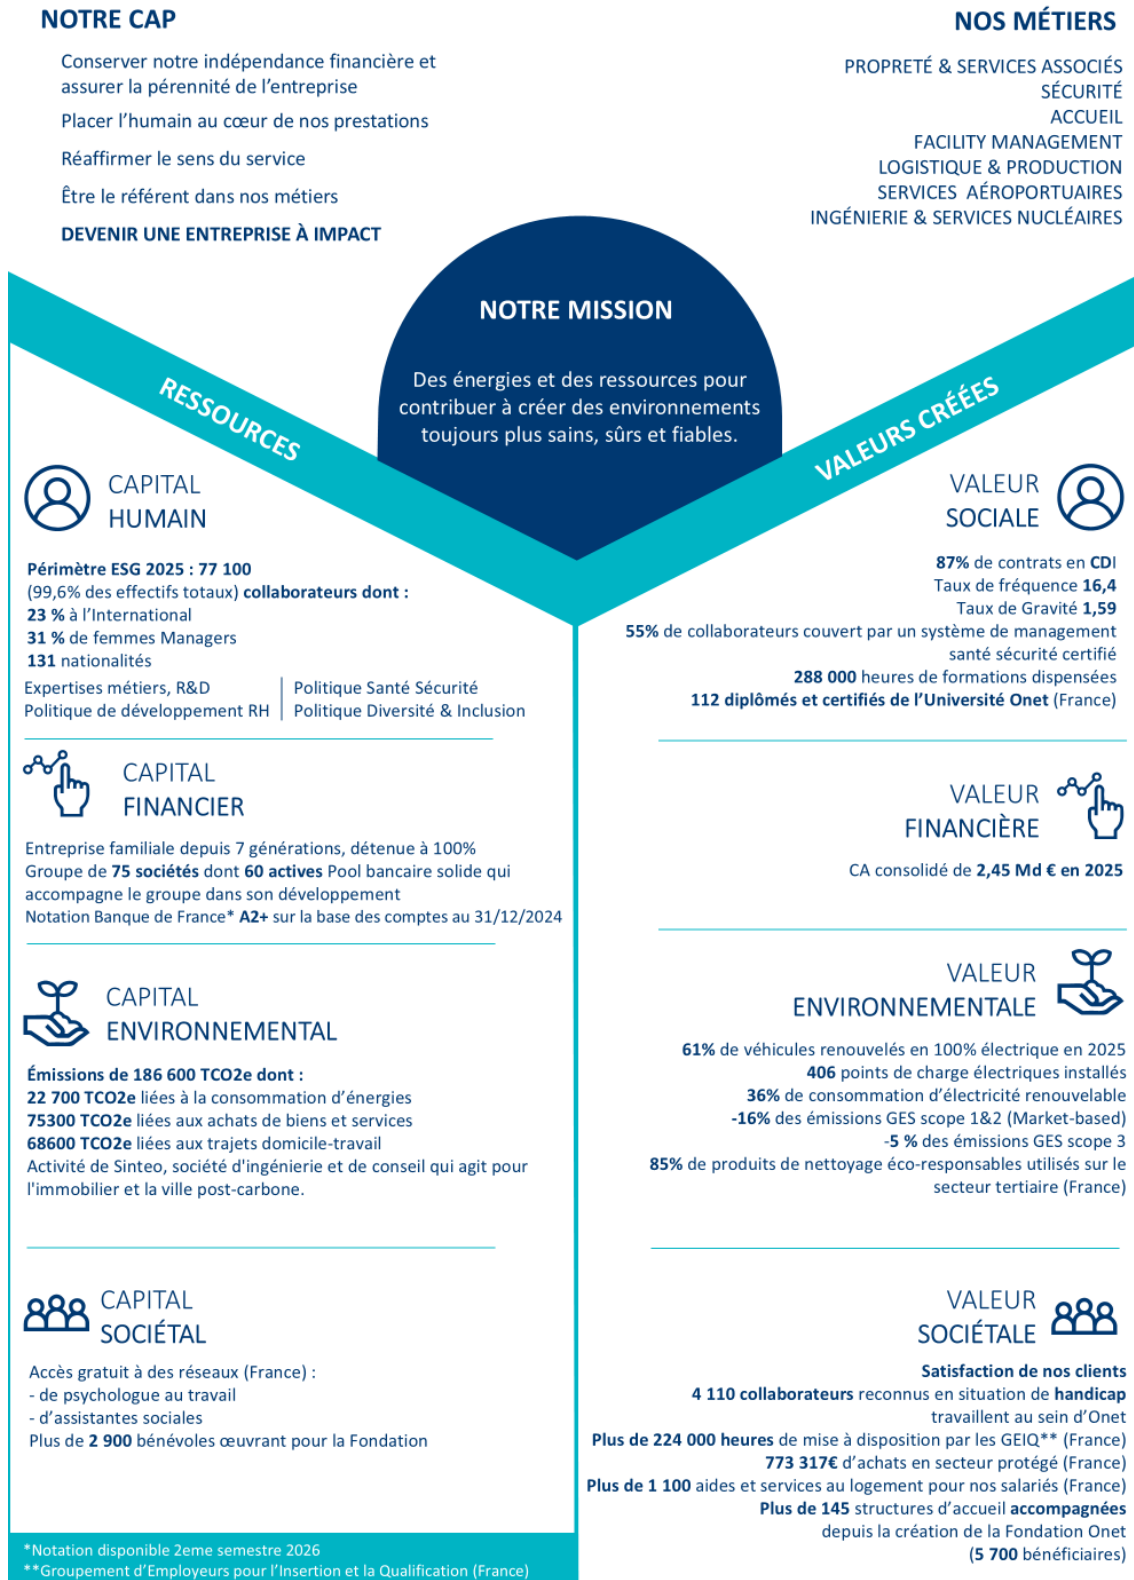 NOTRE CAP
Conserver notre indépendance financière et
assurer la pérennité de l'entreprise
Placer l'humain au cœur de nos prestations
Réaffirmer le sens du service
Être le référent dans nos métiers
DEVENIR UNE ENTREPRISE À IMPACT
NOS MÉTIERS
PROPRETÉ & SERVICES ASSOCIÉS
SÉCURITÉ
ACCUEIL
FACILITY MANAGEMENT
LOGISTIQUE & PRODUCTION
SERVICES AÉROPORTUAIRES
INGÉNIERIE & SERVICES NUCLÉAIRES
NOTRE MISSION
Des énergies et des ressources pour
contribuer à créer des environnements
toujours plus sains, sûrs et fiables.
RESSOURCES
CAPITAL
HUMAIN
Périmètre ESG 2025 : 77 100
(99,6% des effectifs totaux) collaborateurs dont :
23 % à l'International
31 % de femmes Managers
131 nationalités
Expertises métiers, R&D
Politique de développement RH
Politique Santé Sécurité
Politique Diversité & Inclusion
CAPITAL
FINANCIER
Entreprise familiale depuis 7 générations, détenue à 100%
Groupe de 75 sociétés dont 60 actives Pool bancaire solide qui
accompagne le groupe dans son développement
Notation Banque de France* A2+ sur la base des comptes au 31/12/2024
CAPITAL
ENVIRONNEMENTAL
Émissions de 186 600 TCO2e dont :
22 700 TCO2e liées à la consommation d'énergies
75300 TCO2e liées aux achats de biens et services
68600 TCO2e liées aux trajets domicile-travail
Activité de Sinteo, société d'ingénierie et de conseil qui agit pour
l'immobilier et la ville post-carbone.
CAPITAL
SOCIÉTAL
Accès gratuit à des réseaux (France) :
- de psychologue au travail
- d'assistantes sociales
Plus de 2 900 bénévoles œuvrant pour la Fondation
*Notation disponible 2eme semestre 2026
**Groupement d'Employeurs pour l'Insertion et la Qualification (France)
VALEURS CRÉÉES
VALEUR
SOCIALE
87% de contrats en CDI
Taux de fréquence 16,4
Taux de Gravité 1,59
55% de collaborateurs couvert par un système de management
santé sécurité certifié
288 000 heures de formations dispensées
112 diplômés et certifiés de l'Université Onet (France)
VALEUR
FINANCIÈRE
CA consolidé de 2,45 Md € en 2025
VALEUR
ENVIRONNEMENTALE
61% de véhicules renouvelés en 100% électrique en 2025
406 points de charge électriques installés
36% de consommation d'électricité renouvelable
-16% des émissions GES scope 1&2 (Market-based)
-5 % des émissions GES scope 3
85% de produits de nettoyage éco-responsables utilisés sur le
secteur tertiaire (France)
VALEUR
SOCIÉTALE
Satisfaction de nos clients
4 110 collaborateurs reconnus en situation de handicap
travaillent au sein d'Onet
Plus de 224 000 heures de mise à disposition par les GEIQ** (France)
773 317€ d'achats en secteur protégé (France)
Plus de 1 100 aides et services au logement pour nos salariés (France)
Plus de 145 structures d'accueil accompagnées
depuis la création de la Fondation Onet
(5 700 bénéficiaires)